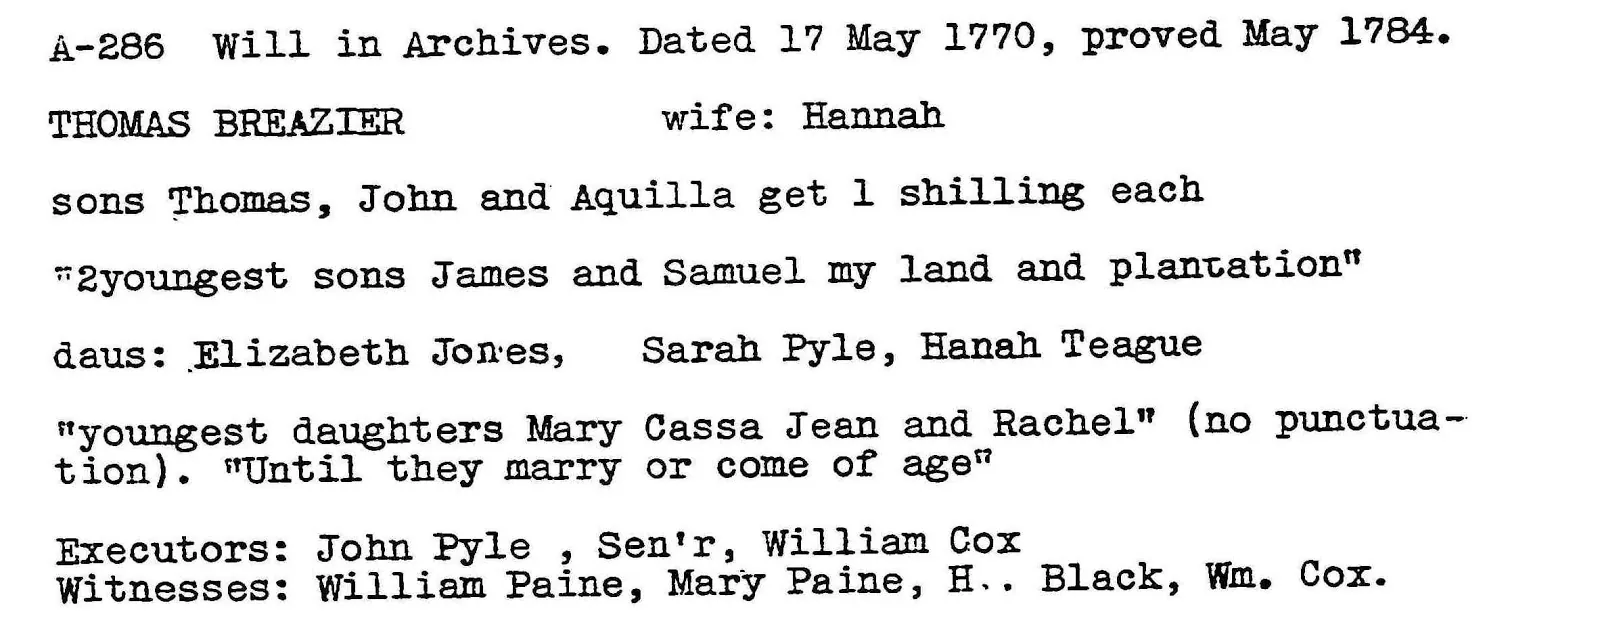 A-286 Will in Archives. Dated 17 May 1770, proved May 1784.
THOMAS BREAZIER wife: Hannah
sons Thomas, John and Aquilla get 1 shilling each
"2youngest sons James and Samuel my land and plantation"
daus: Elizabeth Jones, Sarah Pyle, Hanah Teague
"youngest daughters Mary Cassa Jean and Rachel" (no punctua-
tion). "Until they marry or come of age"
Executors: John Pyle , Sen'r, William Cox
Witnesses: William Paine, Mary Paine, H.. Black, Wm. Cox.